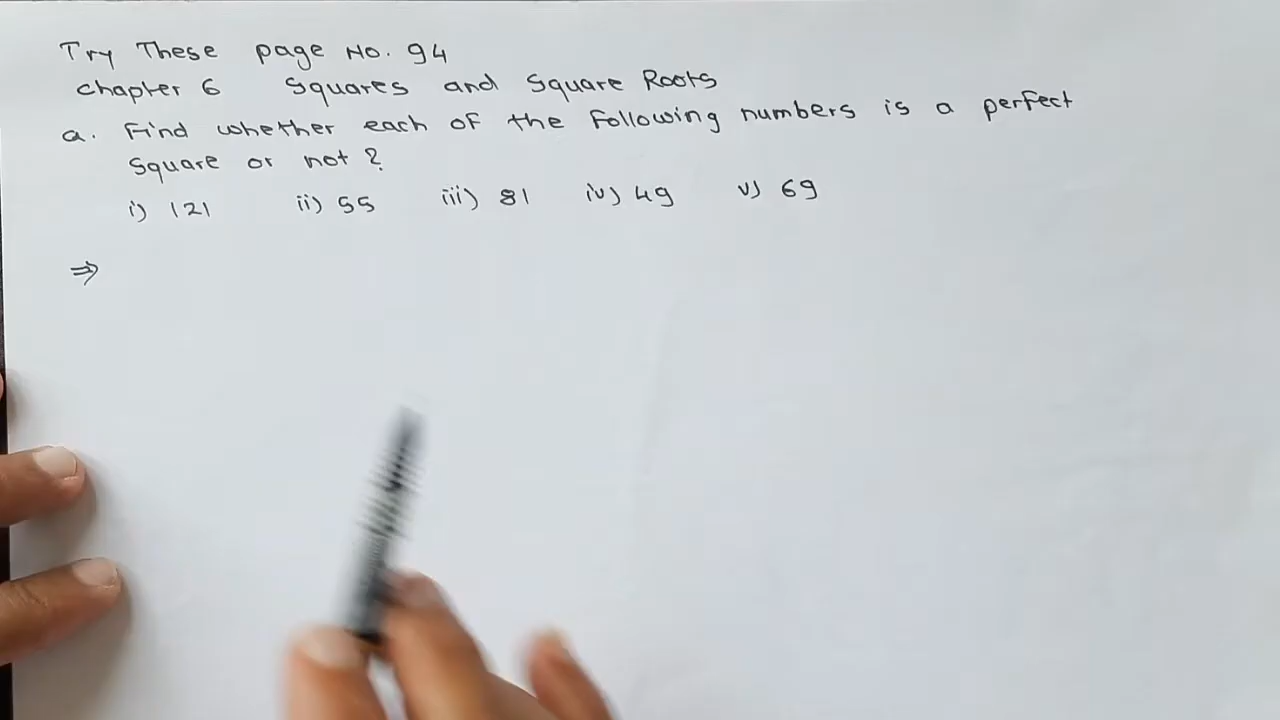 Try These page No. 94
chapter 6 Squares and Square Roots
a. Find whether each of the following numbers is a perfect
square or not?
i) 121 ii) 55 iii) 81 iv) 49 v) 69
⇒